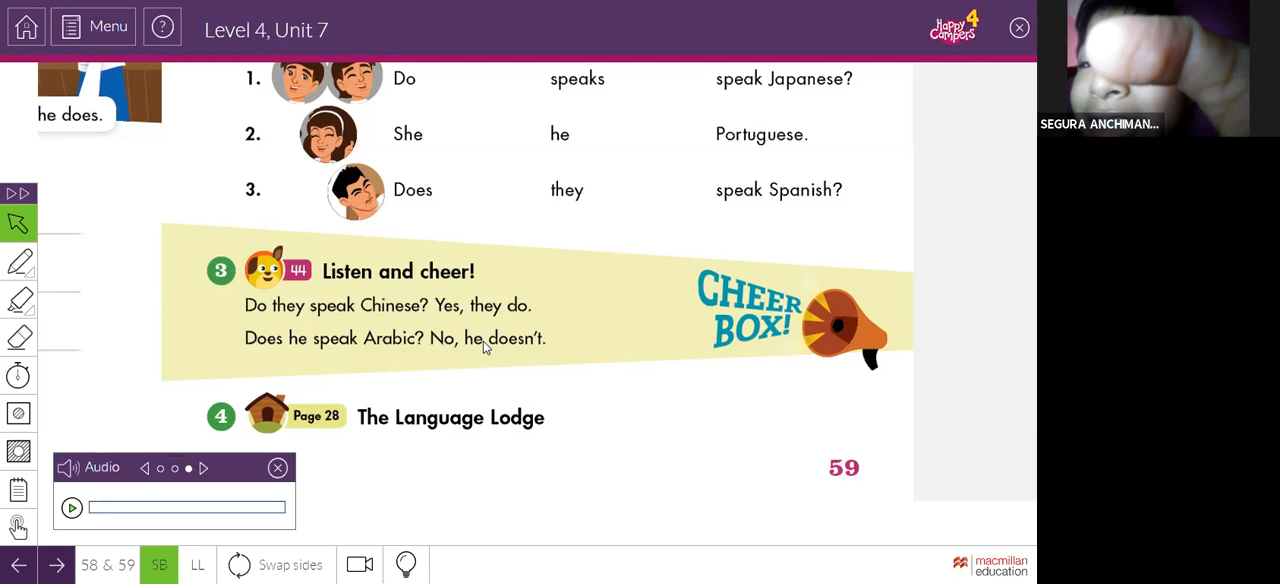 Menu
?
Level 4, Unit 7
Happy Campers 4
SEGURA ANCHIMAN...
he does.
1. Do speaks speak Japanese?
2. She he Portuguese.
3. Does they speak Spanish?
3 44 Listen and cheer!
Do they speak Chinese? Yes, they do.
Does he speak Arabic? No, he doesn't.
CHEER
BOX!
4 Page 28 The Language Lodge
59
Audio
58 & 59 SB LL Swap sides
macmillan
education